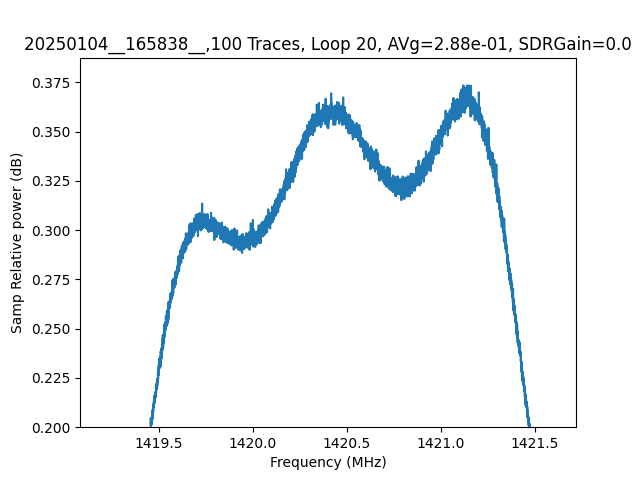 20250104__165838__,100 Traces, Loop 20, AVg=2.88e-01, SDRGain=0.0
Samp Relative power (dB)
0.375
0.350
0.325
0.300
0.275
0.250
0.225
0.200
1419.5 1420.0 1420.5 1421.0 1421.5
Frequency (MHz)